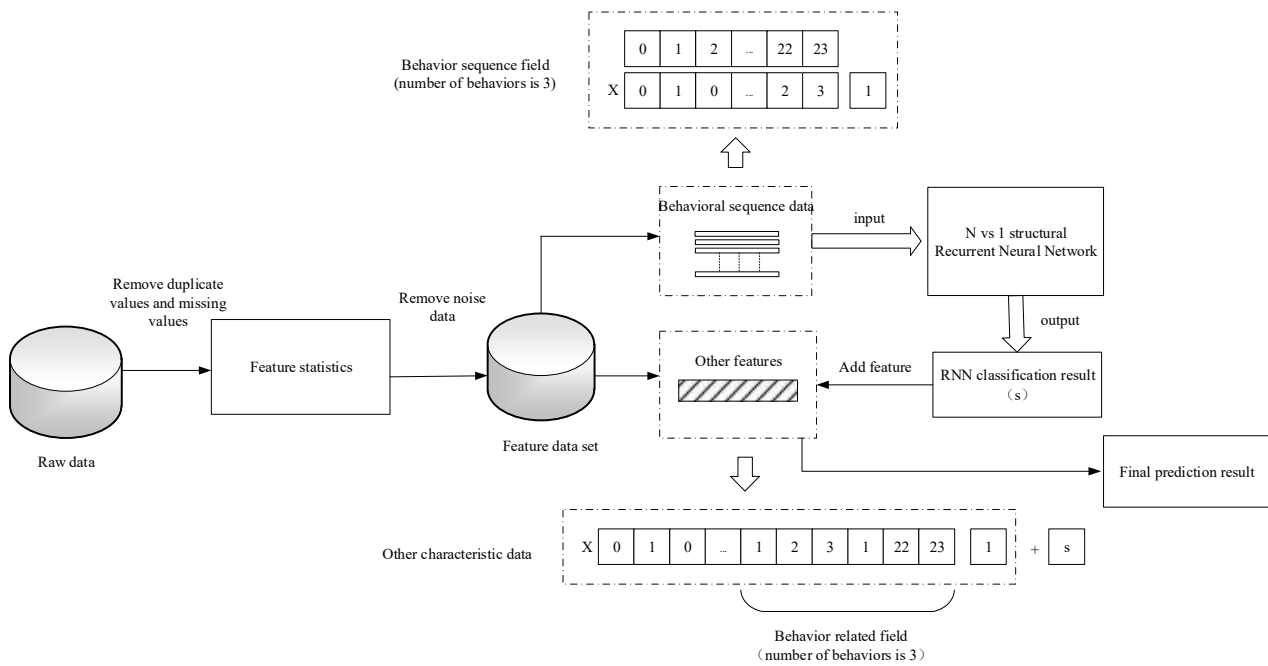 0 1 2 ... 22 23
Behavior sequence field
(number of behaviors is 3)
X 0 1 0 ... 2 3 1
Behavioral sequence data
input
N vs 1 structural
Recurrent Neural Network
Remove duplicate
values and missing
values
Remove noise
data
output
Feature statistics
Other features
Add feature
RNN classification result
（s）
Raw data
Feature data set
Final prediction result
Other characteristic data
X 0 1 0 ... 1 2 3 1 22 23 1 + s
Behavior related field
（number of behaviors is 3）